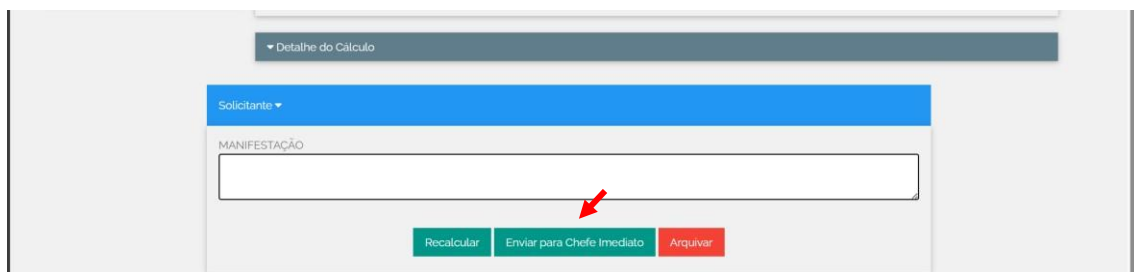 Detalhe do Cálculo
Solicitante
MANIFESTAÇÃO
Recalcular Enviar para Chefe Imediato Arquivar